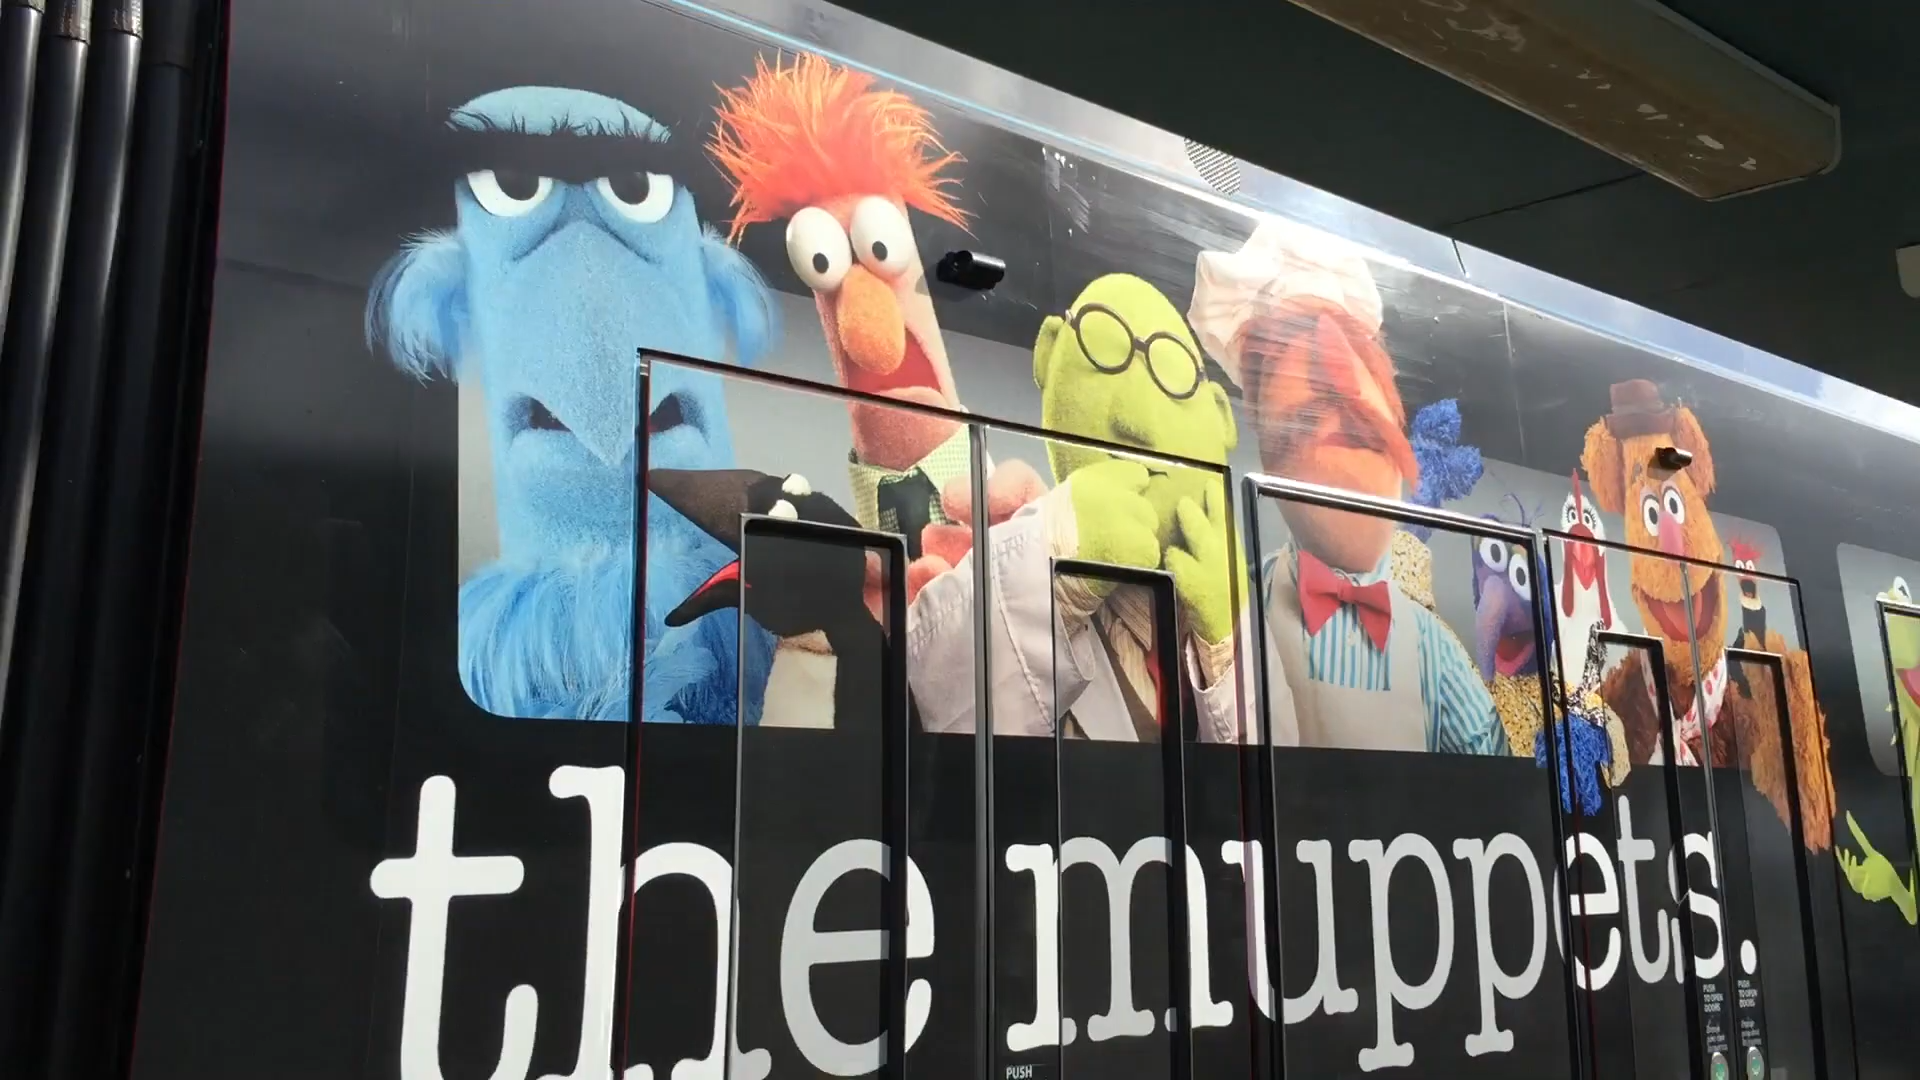 the muppets.
PUSH
TO OPEN
DOORS
PUSH
TO OPEN
DOORS
PUSH